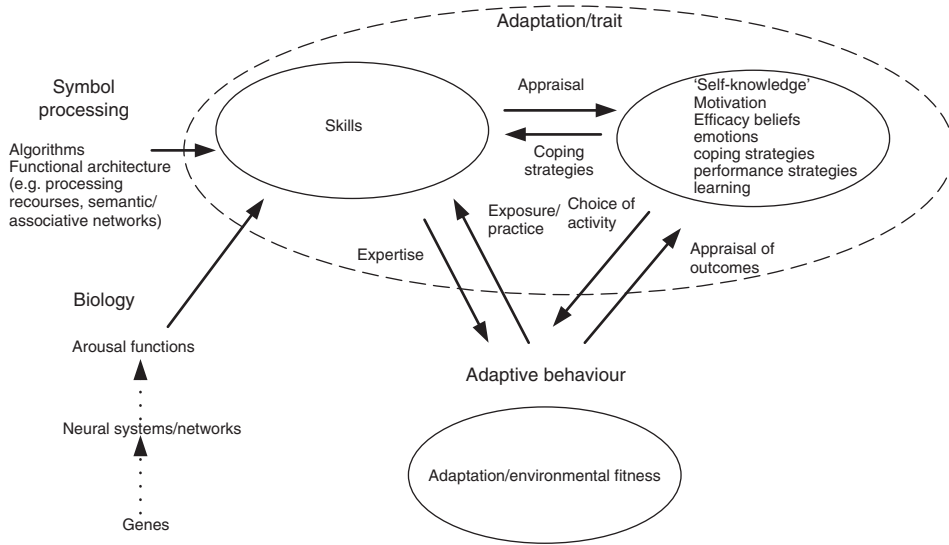 Adaptation/trait
Symbol
processing
Algorithms
Functional architecture
(e.g. processing
recourses, semantic/
associative networks)
Skills
Appraisal
Coping
strategies
'Self-knowledge'
Motivation
Efficacy beliefs
emotions
coping strategies
performance strategies
learning
Expertise
Exposure/
practice
Choice of
activity
Appraisal of
outcomes
Biology
Arousal functions
Neural systems/networks
Genes
Adaptive behaviour
Adaptation/environmental fitness